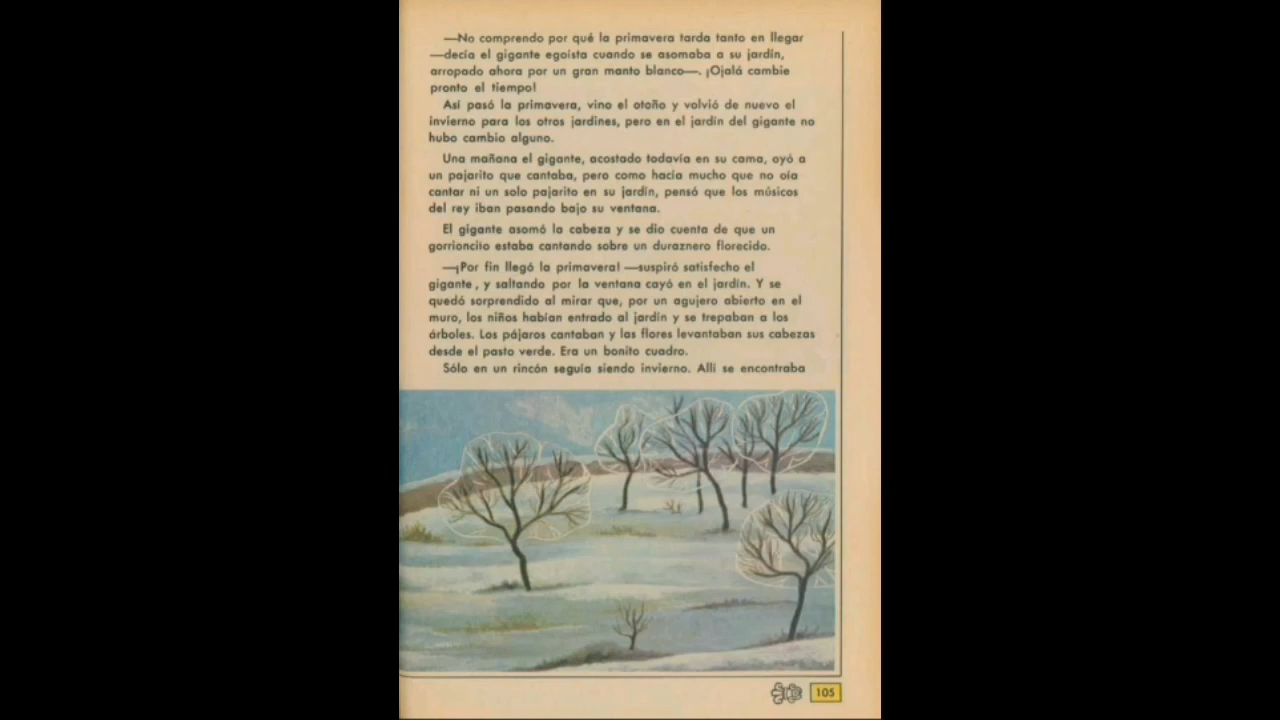 —No comprendo por qué la primavera tarda tanto en llegar
—decía el gigante egoísta cuando se asomaba a su jardín,
arropado ahora por un gran manto blanco—. ¡Ojalá cambie
pronto el tiempo!
Así pasó la primavera, vino el otoño y volvió de nuevo el
invierno para los otros jardines, pero en el jardín del gigante no
hubo cambio alguno.
Una mañana el gigante, acostado todavía en su cama, oyó a
un pajarito que cantaba, pero como hacía mucho que no oía
cantar ni un solo pajarito en su jardín, pensó que los músicos
del rey iban pasando bajo su ventana.
El gigante asomó la cabeza y se dio cuenta de que un
gorrioncito estaba cantando sobre un duraznero florecido.
—¡Por fin llegó la primavera! —suspiró satisfecho el
gigante, y saltando por la ventana cayó en el jardín. Y se
quedó sorprendido al mirar que, por un agujero abierto en el
muro, los niños habían entrado al jardín y se trepaban a los
árboles. Los pájaros cantaban y las flores levantaban sus cabezas
desde el pasto verde. Era un bonito cuadro.
Sólo en un rincón seguía siendo invierno. Allí se encontraba
105